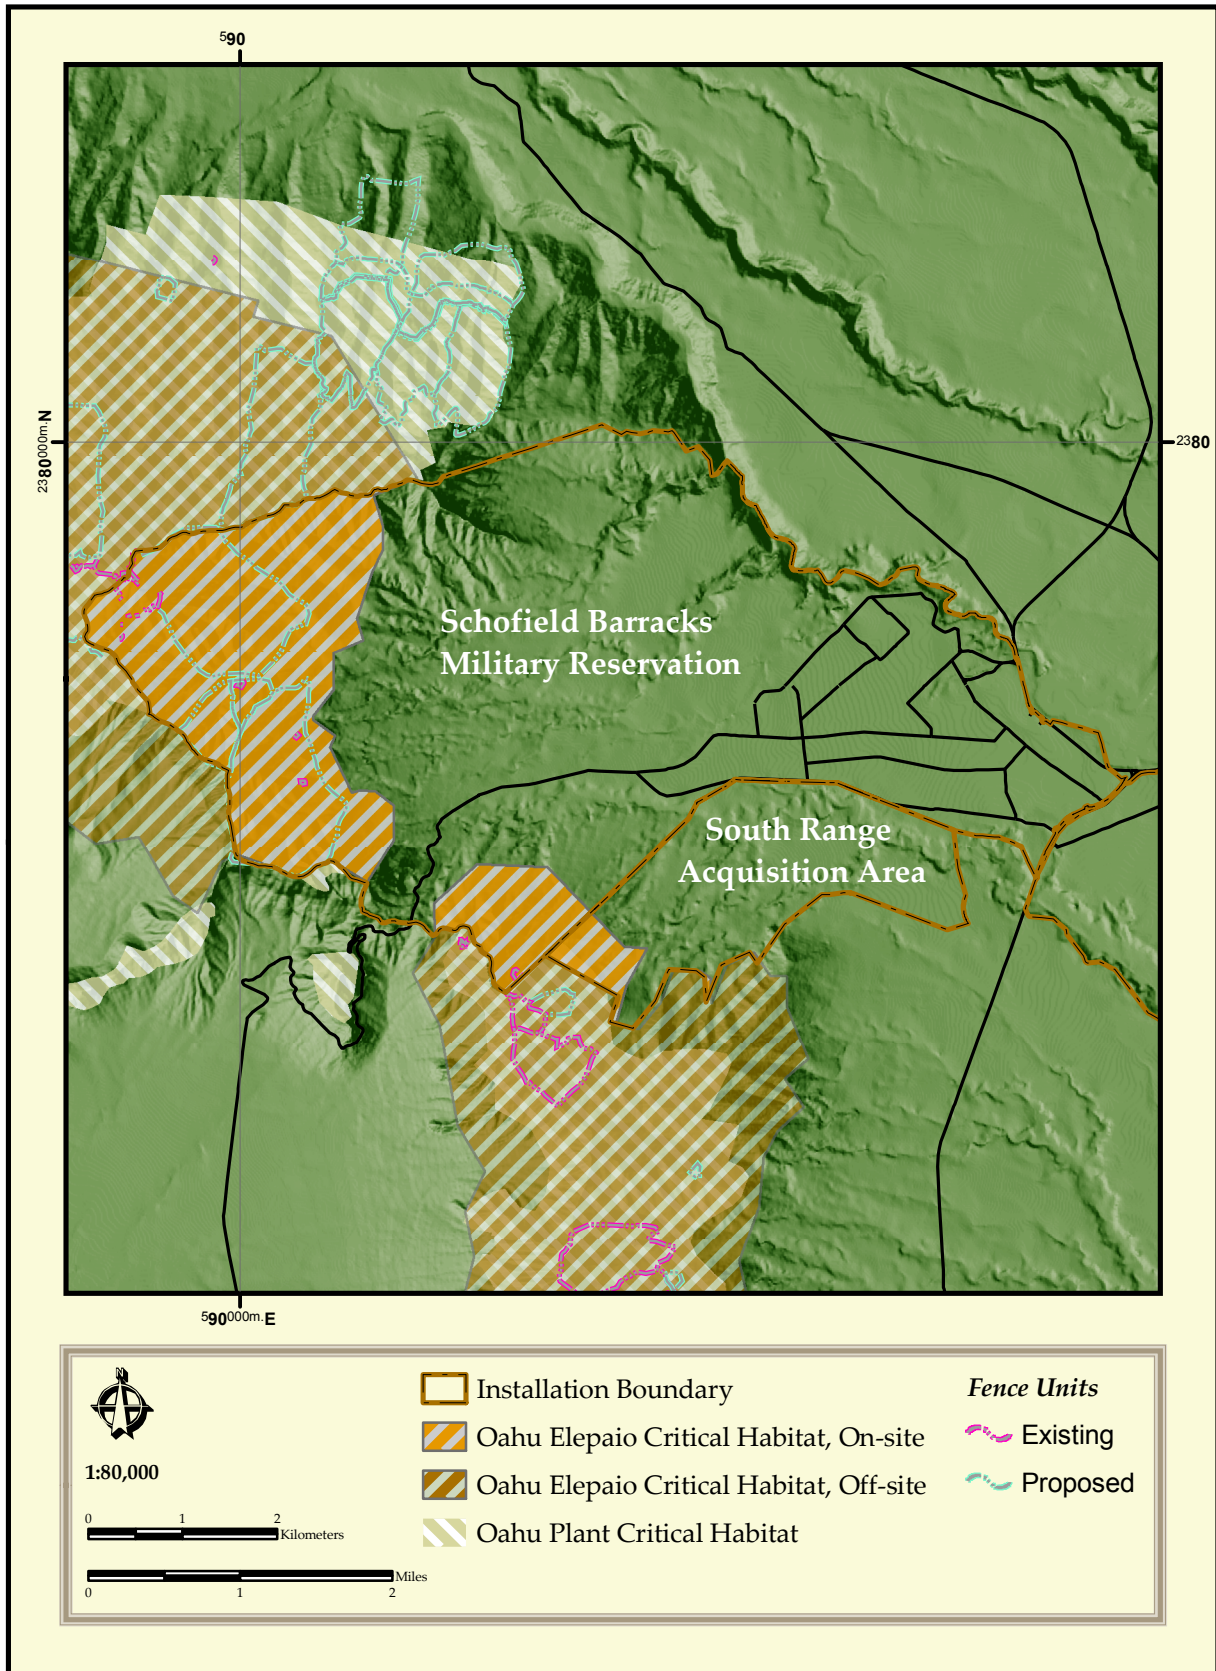 590
2380000m.N
2380
Schofield Barracks
Military Reservation
South Range
Acquisition Area
590000m.E
N
1:80,000
0 1 2
Kilometers
Miles
0 1 2
Installation Boundary
Oahu Elepaio Critical Habitat, On-site
Oahu Elepaio Critical Habitat, Off-site
Oahu Plant Critical Habitat
Fence Units
Existing
Proposed